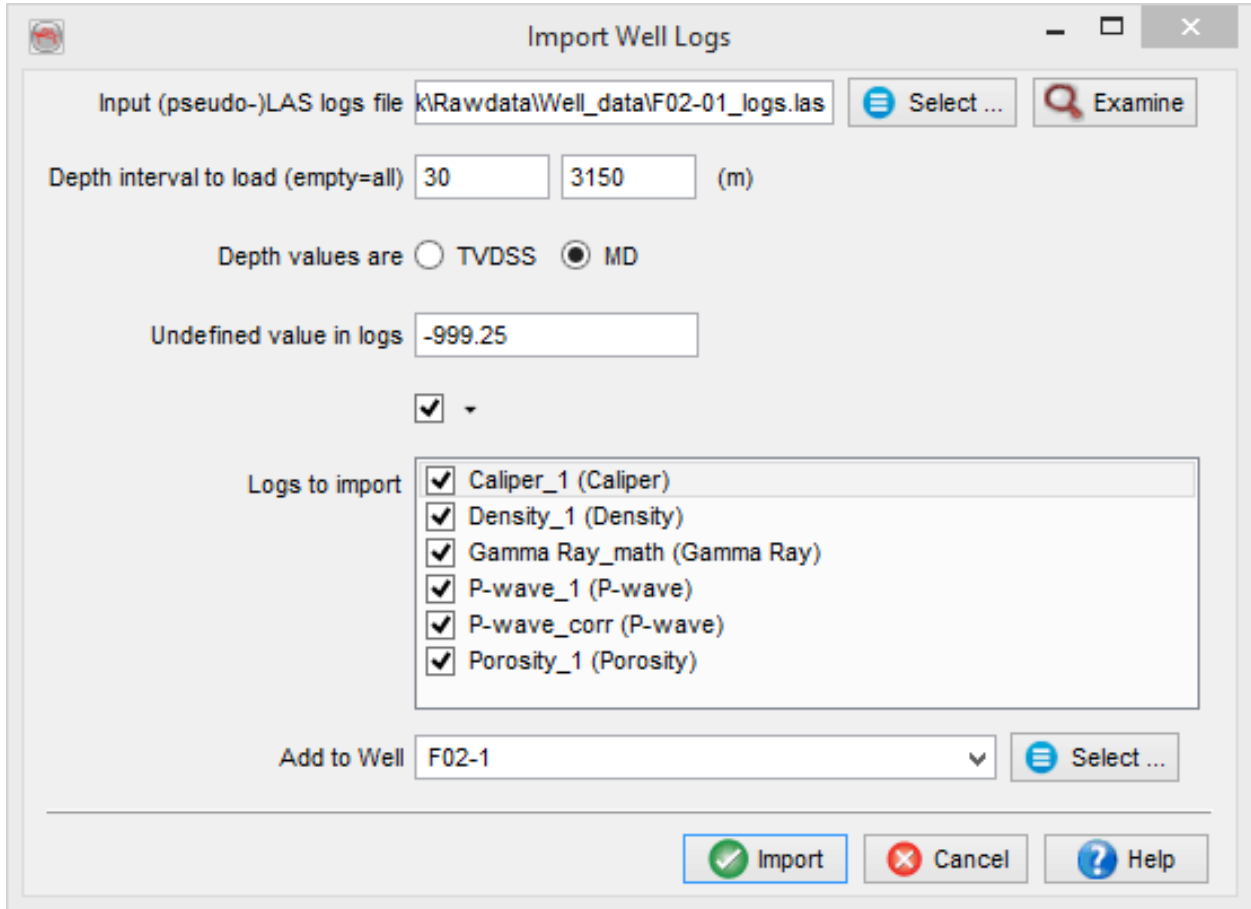 Import Well Logs
Input (pseudo-)LAS logs file k\Rawdata\Well_data\F02-01_logs.las Select ... Examine
Depth interval to load (empty=all) 30 3150 (m)
Depth values are TVDSS MD
Undefined value in logs -999.25
Logs to import Caliper_1 (Caliper)
Density_1 (Density)
Gamma Ray_math (Gamma Ray)
P-wave_1 (P-wave)
P-wave_corr (P-wave)
Porosity_1 (Porosity)
Add to Well F02-1 Select ...
Import Cancel Help